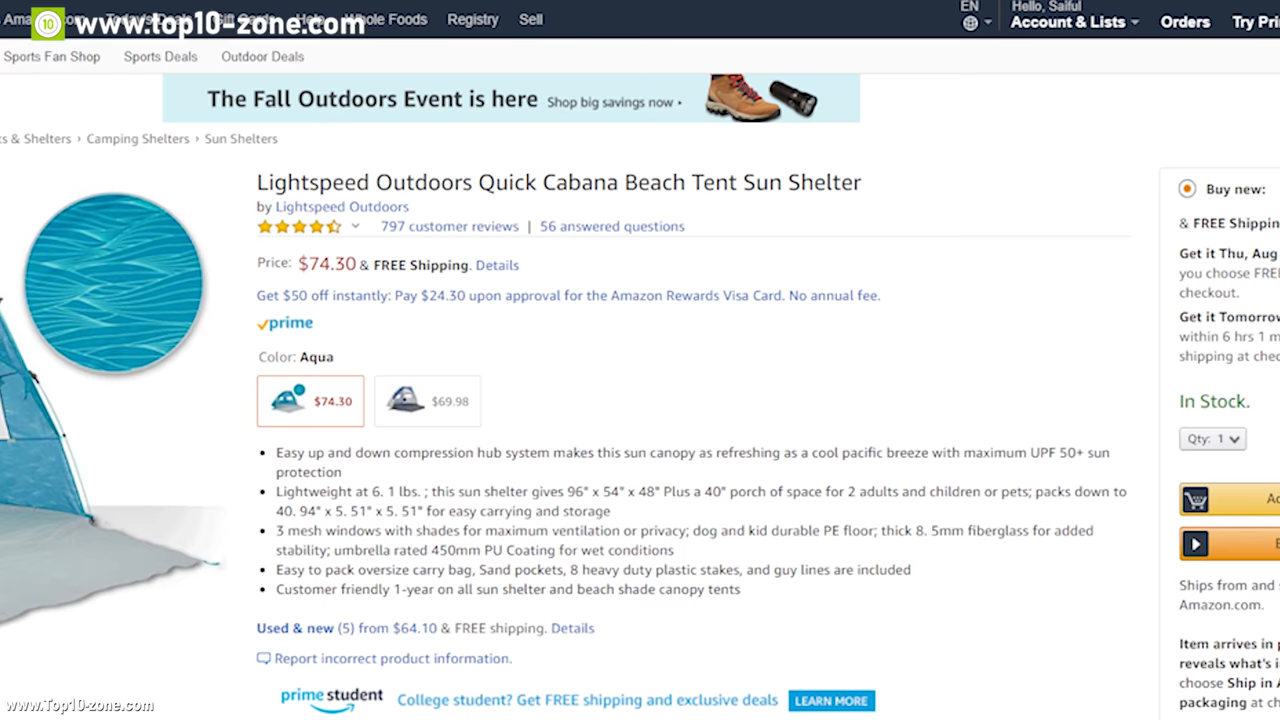 Ama
10 www.top10-zone.com
Today's Deals Gift Cards Help Whole Foods Registry Sell
EN
Hello, Saiful
Account & Lists Orders Try Pri
Sports Fan Shop Sports Deals Outdoor Deals
The Fall Outdoors Event is here Shop big savings now
s & Shelters › Camping Shelters › Sun Shelters
Lightspeed Outdoors Quick Cabana Beach Tent Sun Shelter
by Lightspeed Outdoors
797 customer reviews | 56 answered questions
Price: $74.30 & FREE Shipping. Details
Get $50 off instantly: Pay $24.30 upon approval for the Amazon Rewards Visa Card. No annual fee.
prime
Color: Aqua
$74.30 $69.98
• Easy up and down compression hub system makes this sun canopy as refreshing as a cool pacific breeze with maximum UPF 50+ sun
protection
• Lightweight at 6. 1 lbs. ; this sun shelter gives 96" x 54" x 48" Plus a 40" porch of space for 2 adults and children or pets; packs down to
40. 94" x 5. 51" x 5. 51" for easy carrying and storage
• 3 mesh windows with shades for maximum ventilation or privacy; dog and kid durable PE floor; thick 8. 5mm fiberglass for added
stability; umbrella rated 450mm PU Coating for wet conditions
• Easy to pack oversize carry bag, Sand pockets, 8 heavy duty plastic stakes, and guy lines are included
• Customer friendly 1-year on all sun shelter and beach shade canopy tents
Used & new (5) from $64.10 & FREE shipping. Details
Report incorrect product information.
prime student College student? Get FREE shipping and exclusive deals LEARN MORE
Buy new:
& FREE Shippin
Get it Thu, Aug
you choose FREE
checkout.
Get it Tomorrow
within 6 hrs 1 m
shipping at chec
In Stock.
Qty: 1
Ships from and
Amazon.com.
Item arrives in p
reveals what's i
choose Ship in A
packaging at ch
www.Top10-zone.com